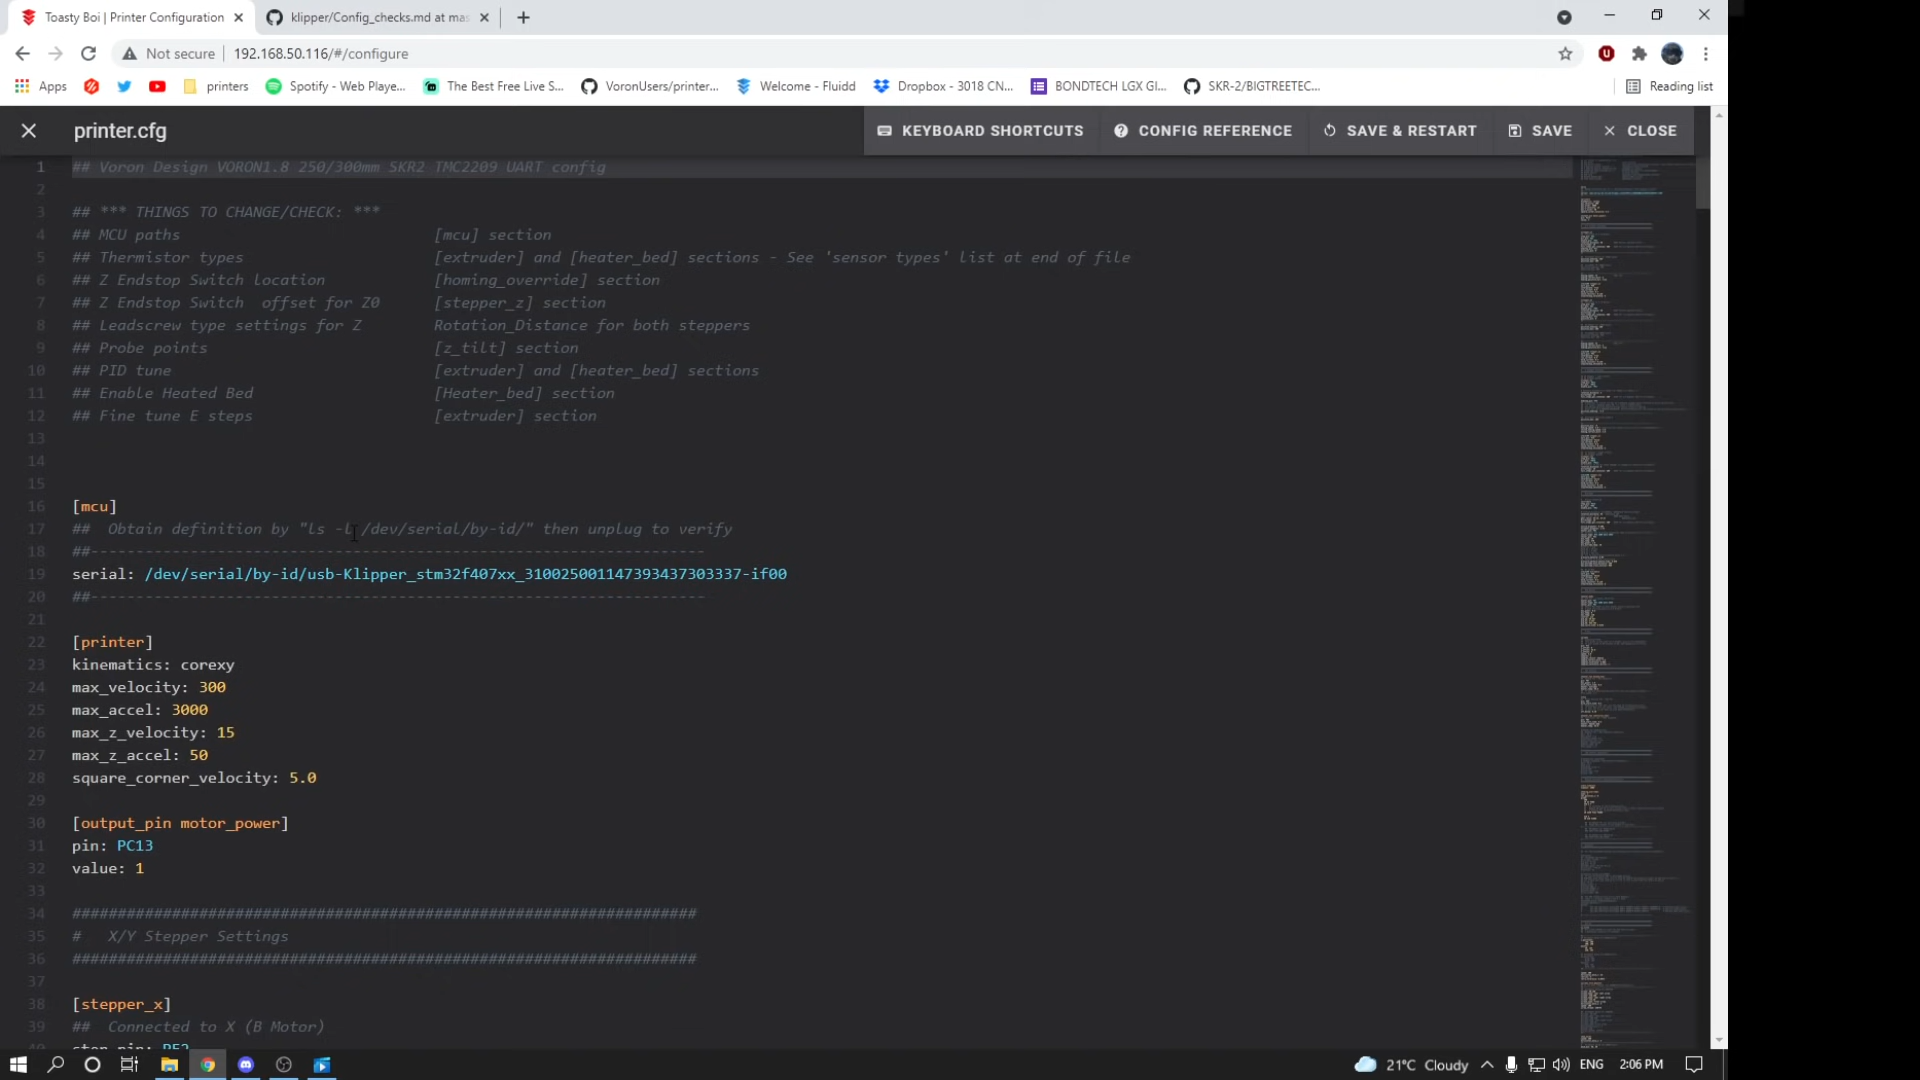 Toasty Boi | Printer Configuration
klipper/Config_checks.md at mas
Not secure
192.168.50.116/#/configure
Apps
printers
Spotify - Web Playe...
The Best Free Live S...
VoronUsers/printer...
Welcome - Fluidd
Dropbox - 3018 CN...
BONDTECH LGX GI...
SKR-2/BIGTREETEC...
Reading list
printer.cfg
KEYBOARD SHORTCUTS
CONFIG REFERENCE
SAVE & RESTART
SAVE
CLOSE
1 ## Voron Design VORON1.8 250/300mm SKR2 TMC2209 UART config
2
3 ## *** THINGS TO CHANGE/CHECK: ***
4 ## MCU paths [mcu] section
5 ## Thermistor types [extruder] and [heater_bed] sections - See 'sensor types' list at end of file
6 ## Z Endstop Switch location [homing_override] section
7 ## Z Endstop Switch  offset for Z0 [stepper_z] section
8 ## Leadscrew type settings for Z Rotation_Distance for both steppers
9 ## Probe points [z_tilt] section
10 ## PID tune [extruder] and [heater_bed] sections
11 ## Enable Heated Bed [Heater_bed] section
12 ## Fine tune E steps [extruder] section
13
14
15
16 [mcu]
17 ##  Obtain definition by "ls -l /dev/serial/by-id/" then unplug to verify
18 ##--------------------------------------------------------------------
19 serial: /dev/serial/by-id/usb-Klipper_stm32f407xx_310025001147393437303337-if00
20 ##--------------------------------------------------------------------
21
22 [printer]
23 kinematics: corexy
24 max_velocity: 300
25 max_accel: 3000
26 max_z_velocity: 15
27 max_z_accel: 50
28 square_corner_velocity: 5.0
29
30 [output_pin motor_power]
31 pin: PC13
32 value: 1
33
34 #####################################################################
35 #   X/Y Stepper Settings
36 #####################################################################
37
38 [stepper_x]
39 ##  Connected to X (B Motor)
21°C Cloudy
ENG
2:06 PM